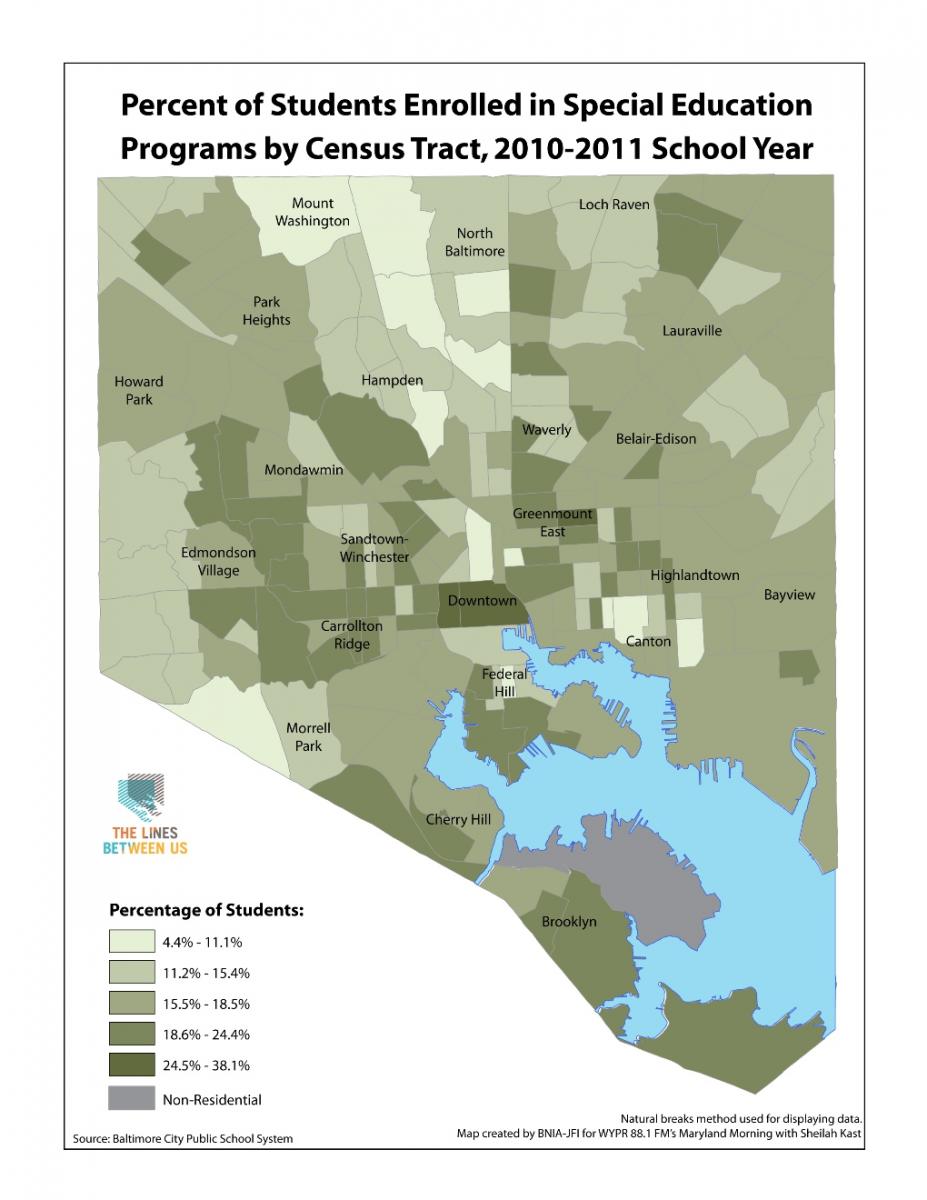 Percent of Students Enrolled in Special Education
Programs by Census Tract, 2010-2011 School Year
Mount
Washington
Loch Raven
North
Baltimore
Park
Heights
Lauraville
Howard
Park
Hampden
Waverly
Belair-Edison
Mondawmin
Greenmount
East
Sandtown-
Winchester
Edmondson
Village
Highlandtown
Bayview
Downtown
Carrollton
Ridge
Canton
Federal
Hill
Morrell
Park
Cherry Hill
THE LINES
BETWEEN US
Brooklyn
Percentage of Students:
4.4% - 11.1%
11.2% - 15.4%
15.5% - 18.5%
18.6% - 24.4%
24.5% - 38.1%
Non-Residential
Natural breaks method used for displaying data.
Source: Baltimore City Public School System
Map created by BNIA-JFI for WYPR 88.1 FM's Maryland Morning with Sheilah Kast